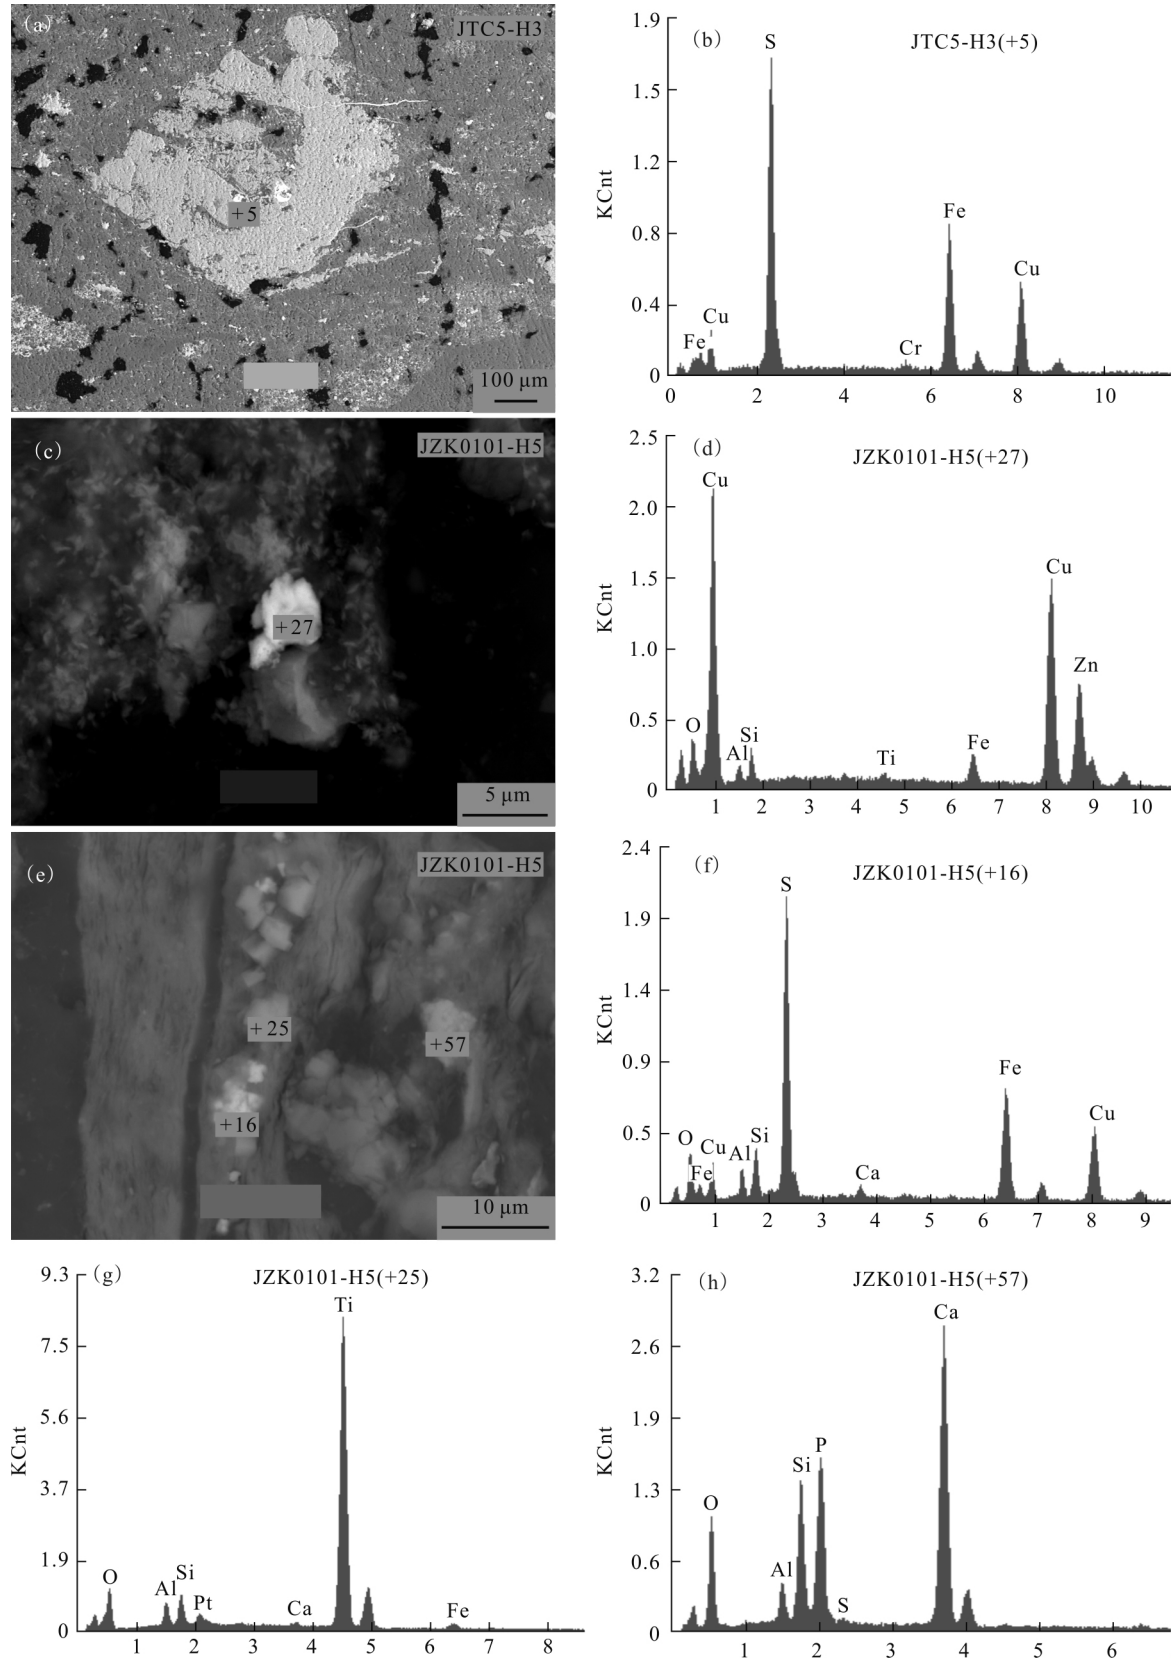 (a)
JTC5-H3
+5
100 μm
(b)
JTC5-H3(+5)
KCnt
1.9
1.5
1.2
0.8
0.4
0
S
Fe
Cu
Cr
Fe
Cu
0 2 4 6 8 10
(c)
JZK0101-H5
+27
5 μm
(d)
JZK0101-H5(+27)
KCnt
2.5
2.0
1.5
1.0
0.5
0
O
Cu
Al
Si
Ti
Fe
Cu
Zn
1 2 3 4 5 6 7 8 9 10
(e)
JZK0101-H5
+25
+57
+16
10 μm
(f)
JZK0101-H5(+16)
KCnt
2.4
1.9
1.4
0.9
0.5
0
O
Fe
Cu
Al
Si
S
Ca
Fe
Cu
1 2 3 4 5 6 7 8 9
(g)
JZK0101-H5(+25)
KCnt
9.3
7.5
5.6
3.7
1.9
0
O
Al
Si
Pt
Ca
Ti
Fe
1 2 3 4 5 6 7 8
(h)
JZK0101-H5(+57)
KCnt
3.2
2.6
1.9
1.3
0.6
0
O
Al
Si
P
S
Ca
1 2 3 4 5 6